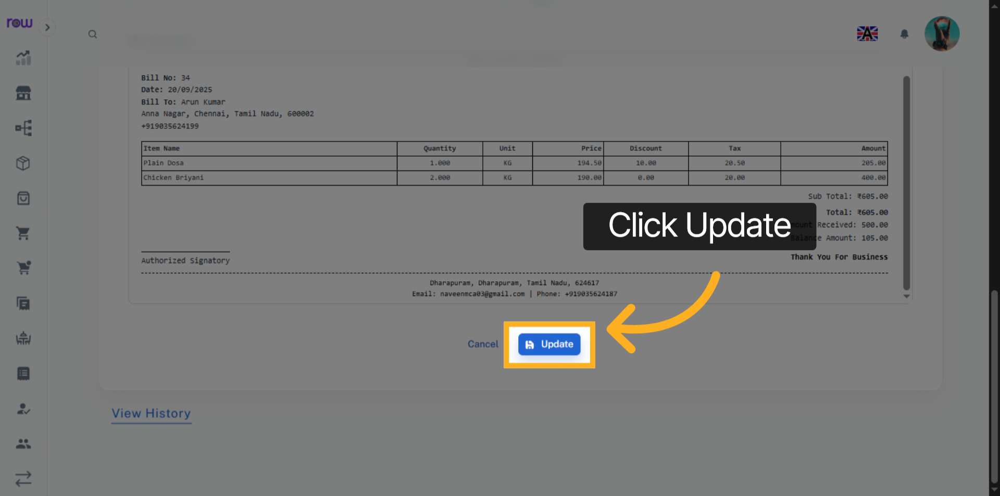 row
A
Bill No: 34
Date: 20/09/2025
Bill To: Arun Kumar
Anna Nagar, Chennai, Tamil Nadu, 600002
+919035624199
Item Name Quantity Unit Price Discount Tax Amount
Plain Dosa 1.000 KG 194.50 10.00 20.50 205.00
Chicken Briyani 2.000 KG 190.00 0.00 20.00 400.00
Sub Total: ₹605.00
Total: ₹605.00
Click Update
mount Received: 500.00
Balance Amount: 105.00
Thank You For Business
Authorized Signatory
Dharapuram, Dharapuram, Tamil Nadu, 624617
Email: naveenmca03@gmail.com | Phone: +919035624187
Cancel
Update
View History